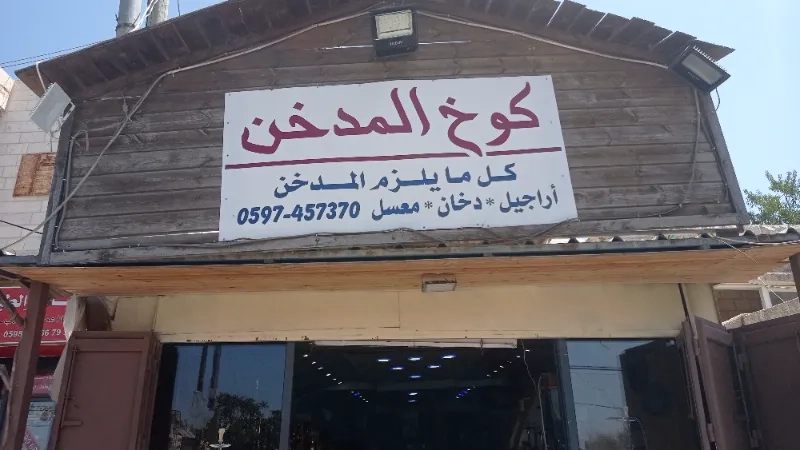 كوخ المدخن
كل ما يلزم المدخن
أراجيل * دخان * معسل 0597-457370